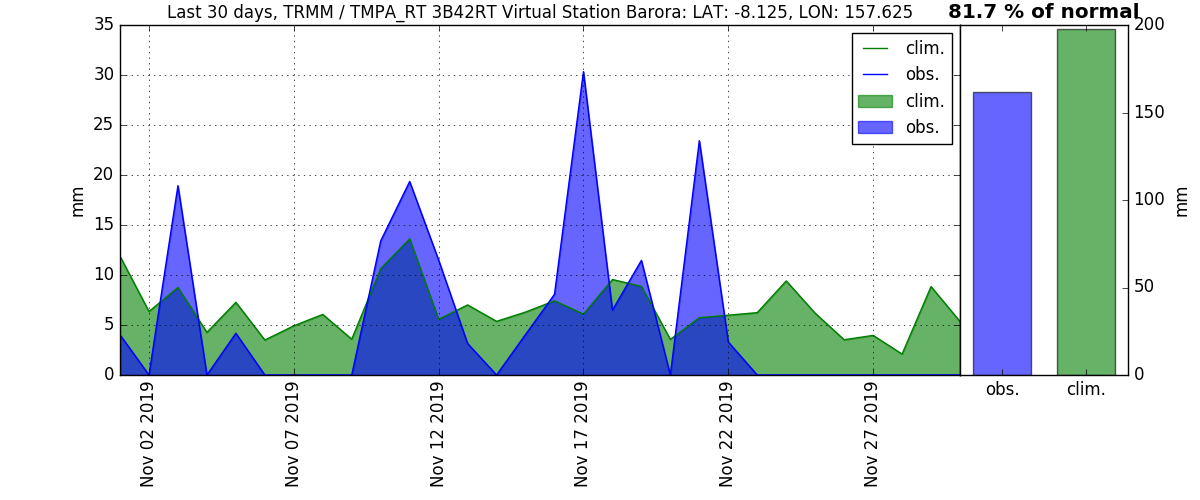 Last 30 days, TRMM / TMPA_RT 3B42RT Virtual Station Barora: LAT: -8.125, LON: 157.625
81.7 % of normal
35
30
25
20
15
10
5
0
mm
clim.
obs.
clim.
obs.
200
150
100
50
0
mm
Nov 02 2019
Nov 07 2019
Nov 12 2019
Nov 17 2019
Nov 22 2019
Nov 27 2019
obs.
clim.